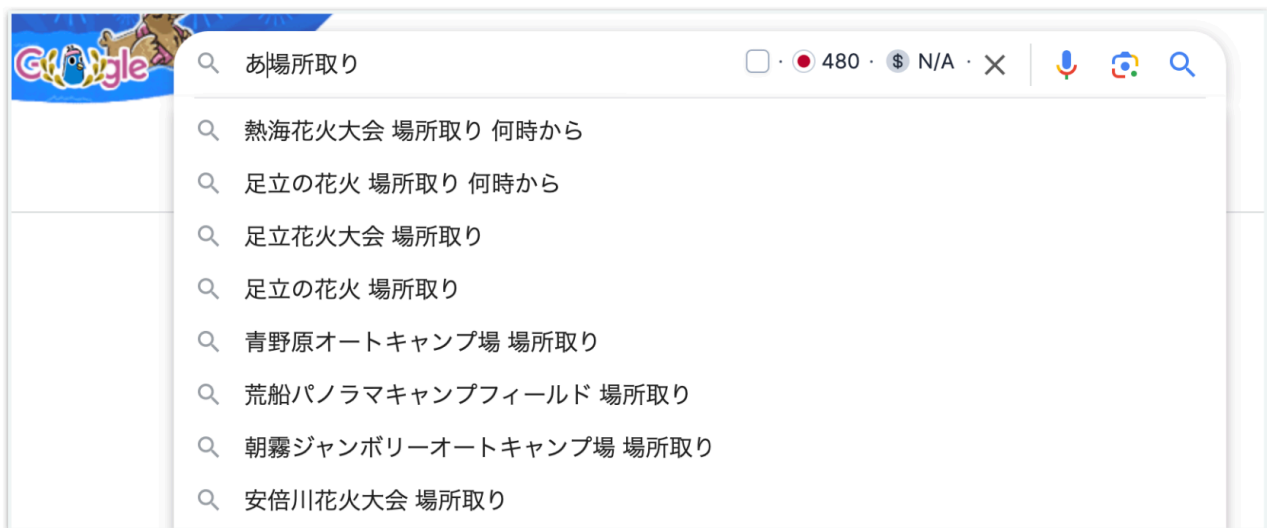 Google
あ場所取り 480 · $ N/A ·
熱海花火大会 場所取り 何時から
足立の花火 場所取り 何時から
足立花火大会 場所取り
足立の花火 場所取り
青野原オートキャンプ場 場所取り
荒船パノラマキャンプフィールド 場所取り
朝霧ジャンボリーオートキャンプ場 場所取り
安倍川花火大会 場所取り